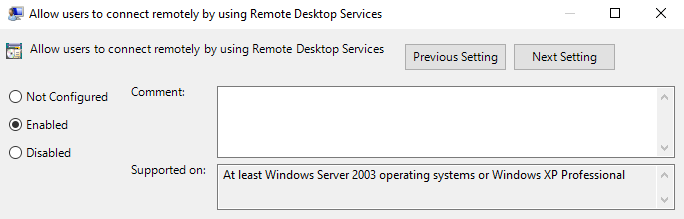 Allow users to connect remotely by using Remote Desktop Services
Allow users to connect remotely by using Remote Desktop Services
Previous Setting
Next Setting
Not Configured
Comment:
Enabled
Disabled
Supported on:
At least Windows Server 2003 operating systems or Windows XP Professional